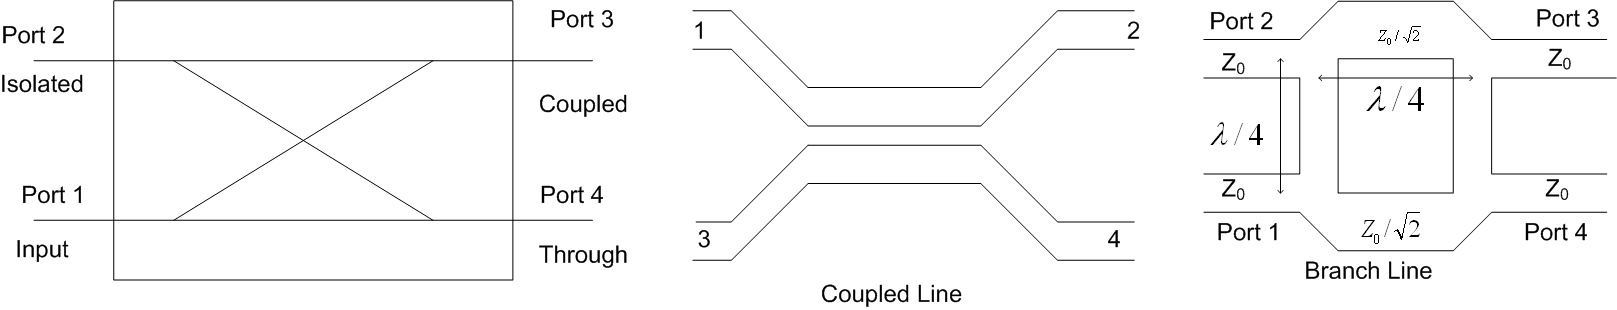 Port 3
Port 2
Isolated
Coupled
Port 1
Port 4
Input
Through
1
2
3
4
Coupled Line
Port 2
Port 3
Z₀/√2
Z₀
Z₀
λ/4
λ/4
Z₀
Z₀
Port 1
Z₀/√2
Port 4
Branch Line